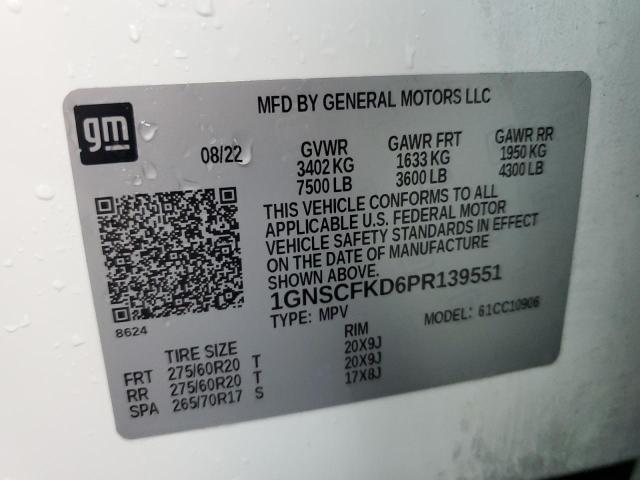 gm
MFD BY GENERAL MOTORS LLC
08/22 GVWR GAWR FRT GAWR RR
3402 KG 1633 KG 1950 KG
7500 LB 3600 LB 4300 LB
THIS VEHICLE CONFORMS TO ALL
APPLICABLE U.S. FEDERAL MOTOR
VEHICLE SAFETY STANDARDS IN EFFECT
ON THE DATE OF MANUFACTURE
SHOWN ABOVE.
1GNSCFKD6PR139551
8624 TYPE: MPV MODEL: 61CC10906
TIRE SIZE RIM
FRT 275/60R20 T 20X9J
RR 275/60R20 T 20X9J
SPA 265/70R17 S 17X8J